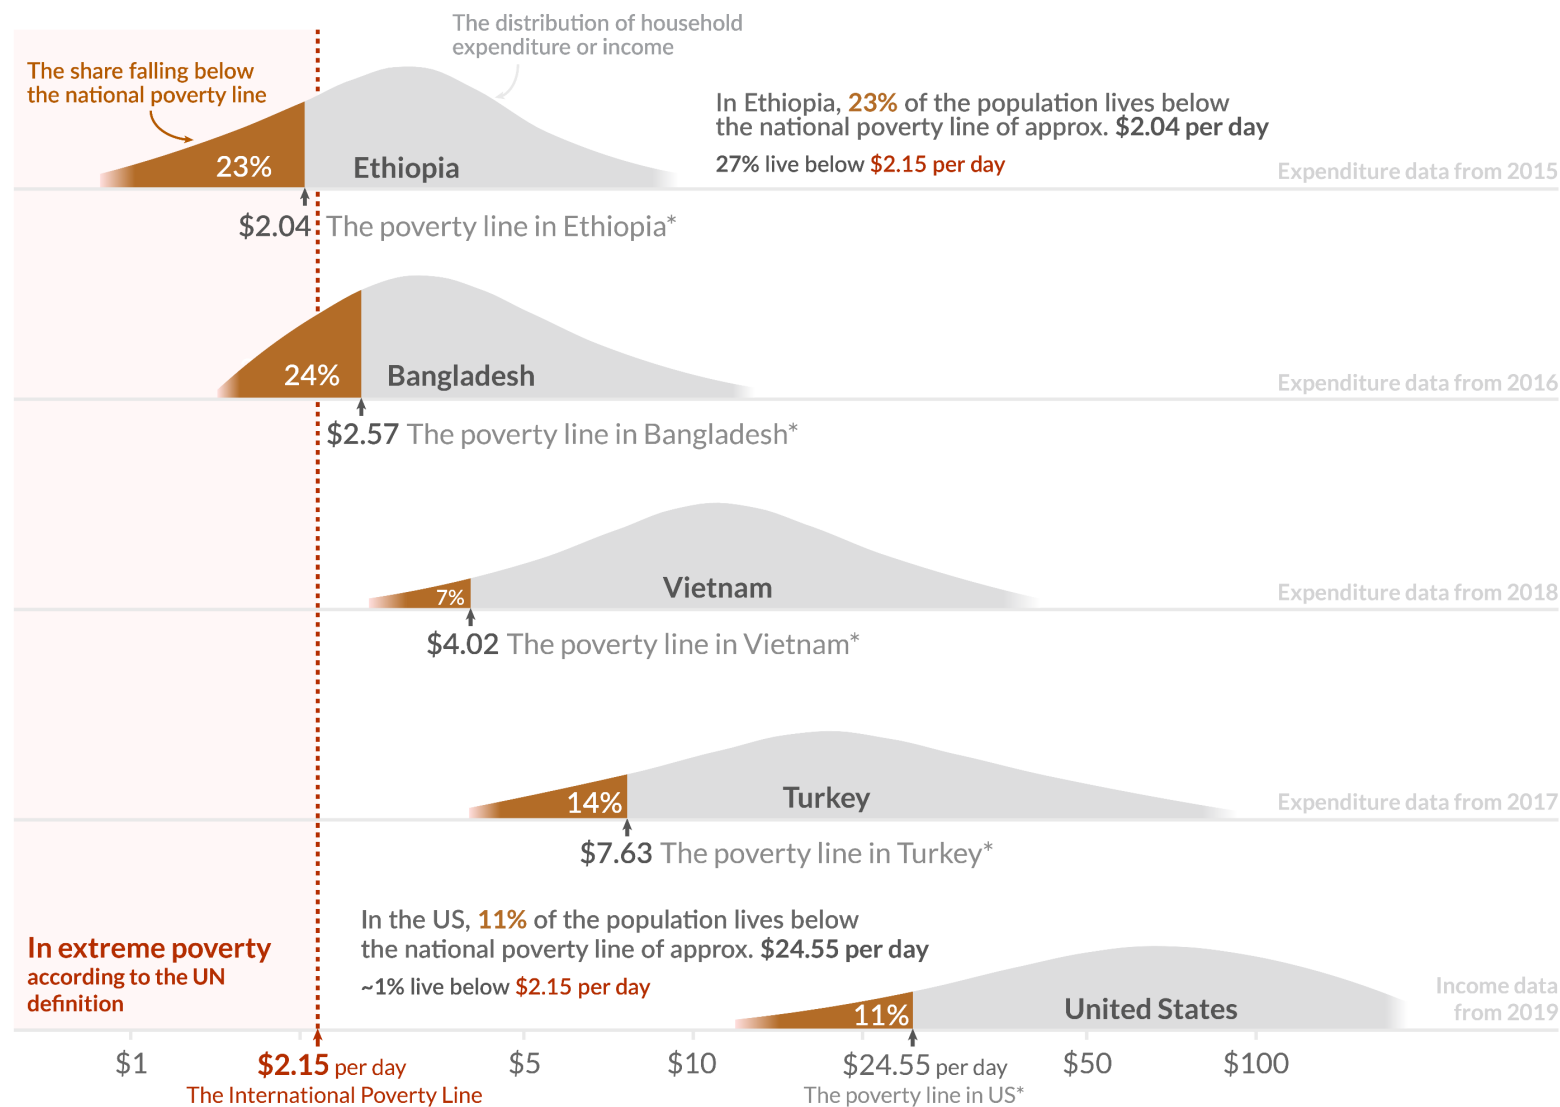 The distribution of household
expenditure or income
The share falling below
the national poverty line
In Ethiopia, 23% of the population lives below
the national poverty line of approx. $2.04 per day
27% live below $2.15 per day
23%
Ethiopia
Expenditure data from 2015
$2.04 The poverty line in Ethiopia*
24%
Bangladesh
Expenditure data from 2016
$2.57 The poverty line in Bangladesh*
7%
Vietnam
Expenditure data from 2018
$4.02 The poverty line in Vietnam*
14%
Turkey
Expenditure data from 2017
$7.63 The poverty line in Turkey*
In the US, 11% of the population lives below
the national poverty line of approx. $24.55 per day
~1% live below $2.15 per day
In extreme poverty
according to the UN
definition
11%
United States
Income data
from 2019
$1
$2.15 per day
The International Poverty Line
$5
$10
$24.55 per day
The poverty line in US*
$50
$100